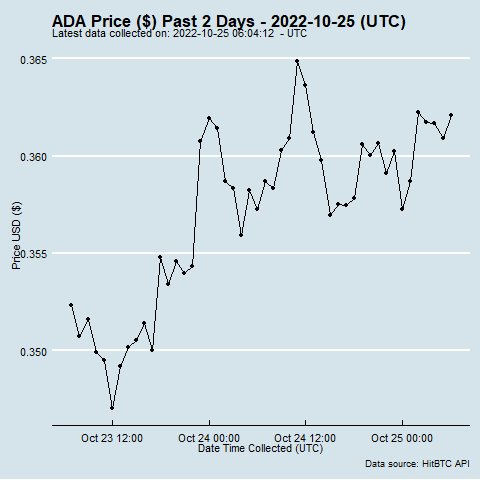 ADA Price ($) Past 2 Days - 2022-10-25 (UTC)
Latest data collected on: 2022-10-25 06:04:12  - UTC
0.365
0.360
0.355
0.350
Price USD ($)
Oct 23 12:00
Oct 24 00:00
Oct 24 12:00
Oct 25 00:00
Date Time Collected (UTC)
Data source: HitBTC API